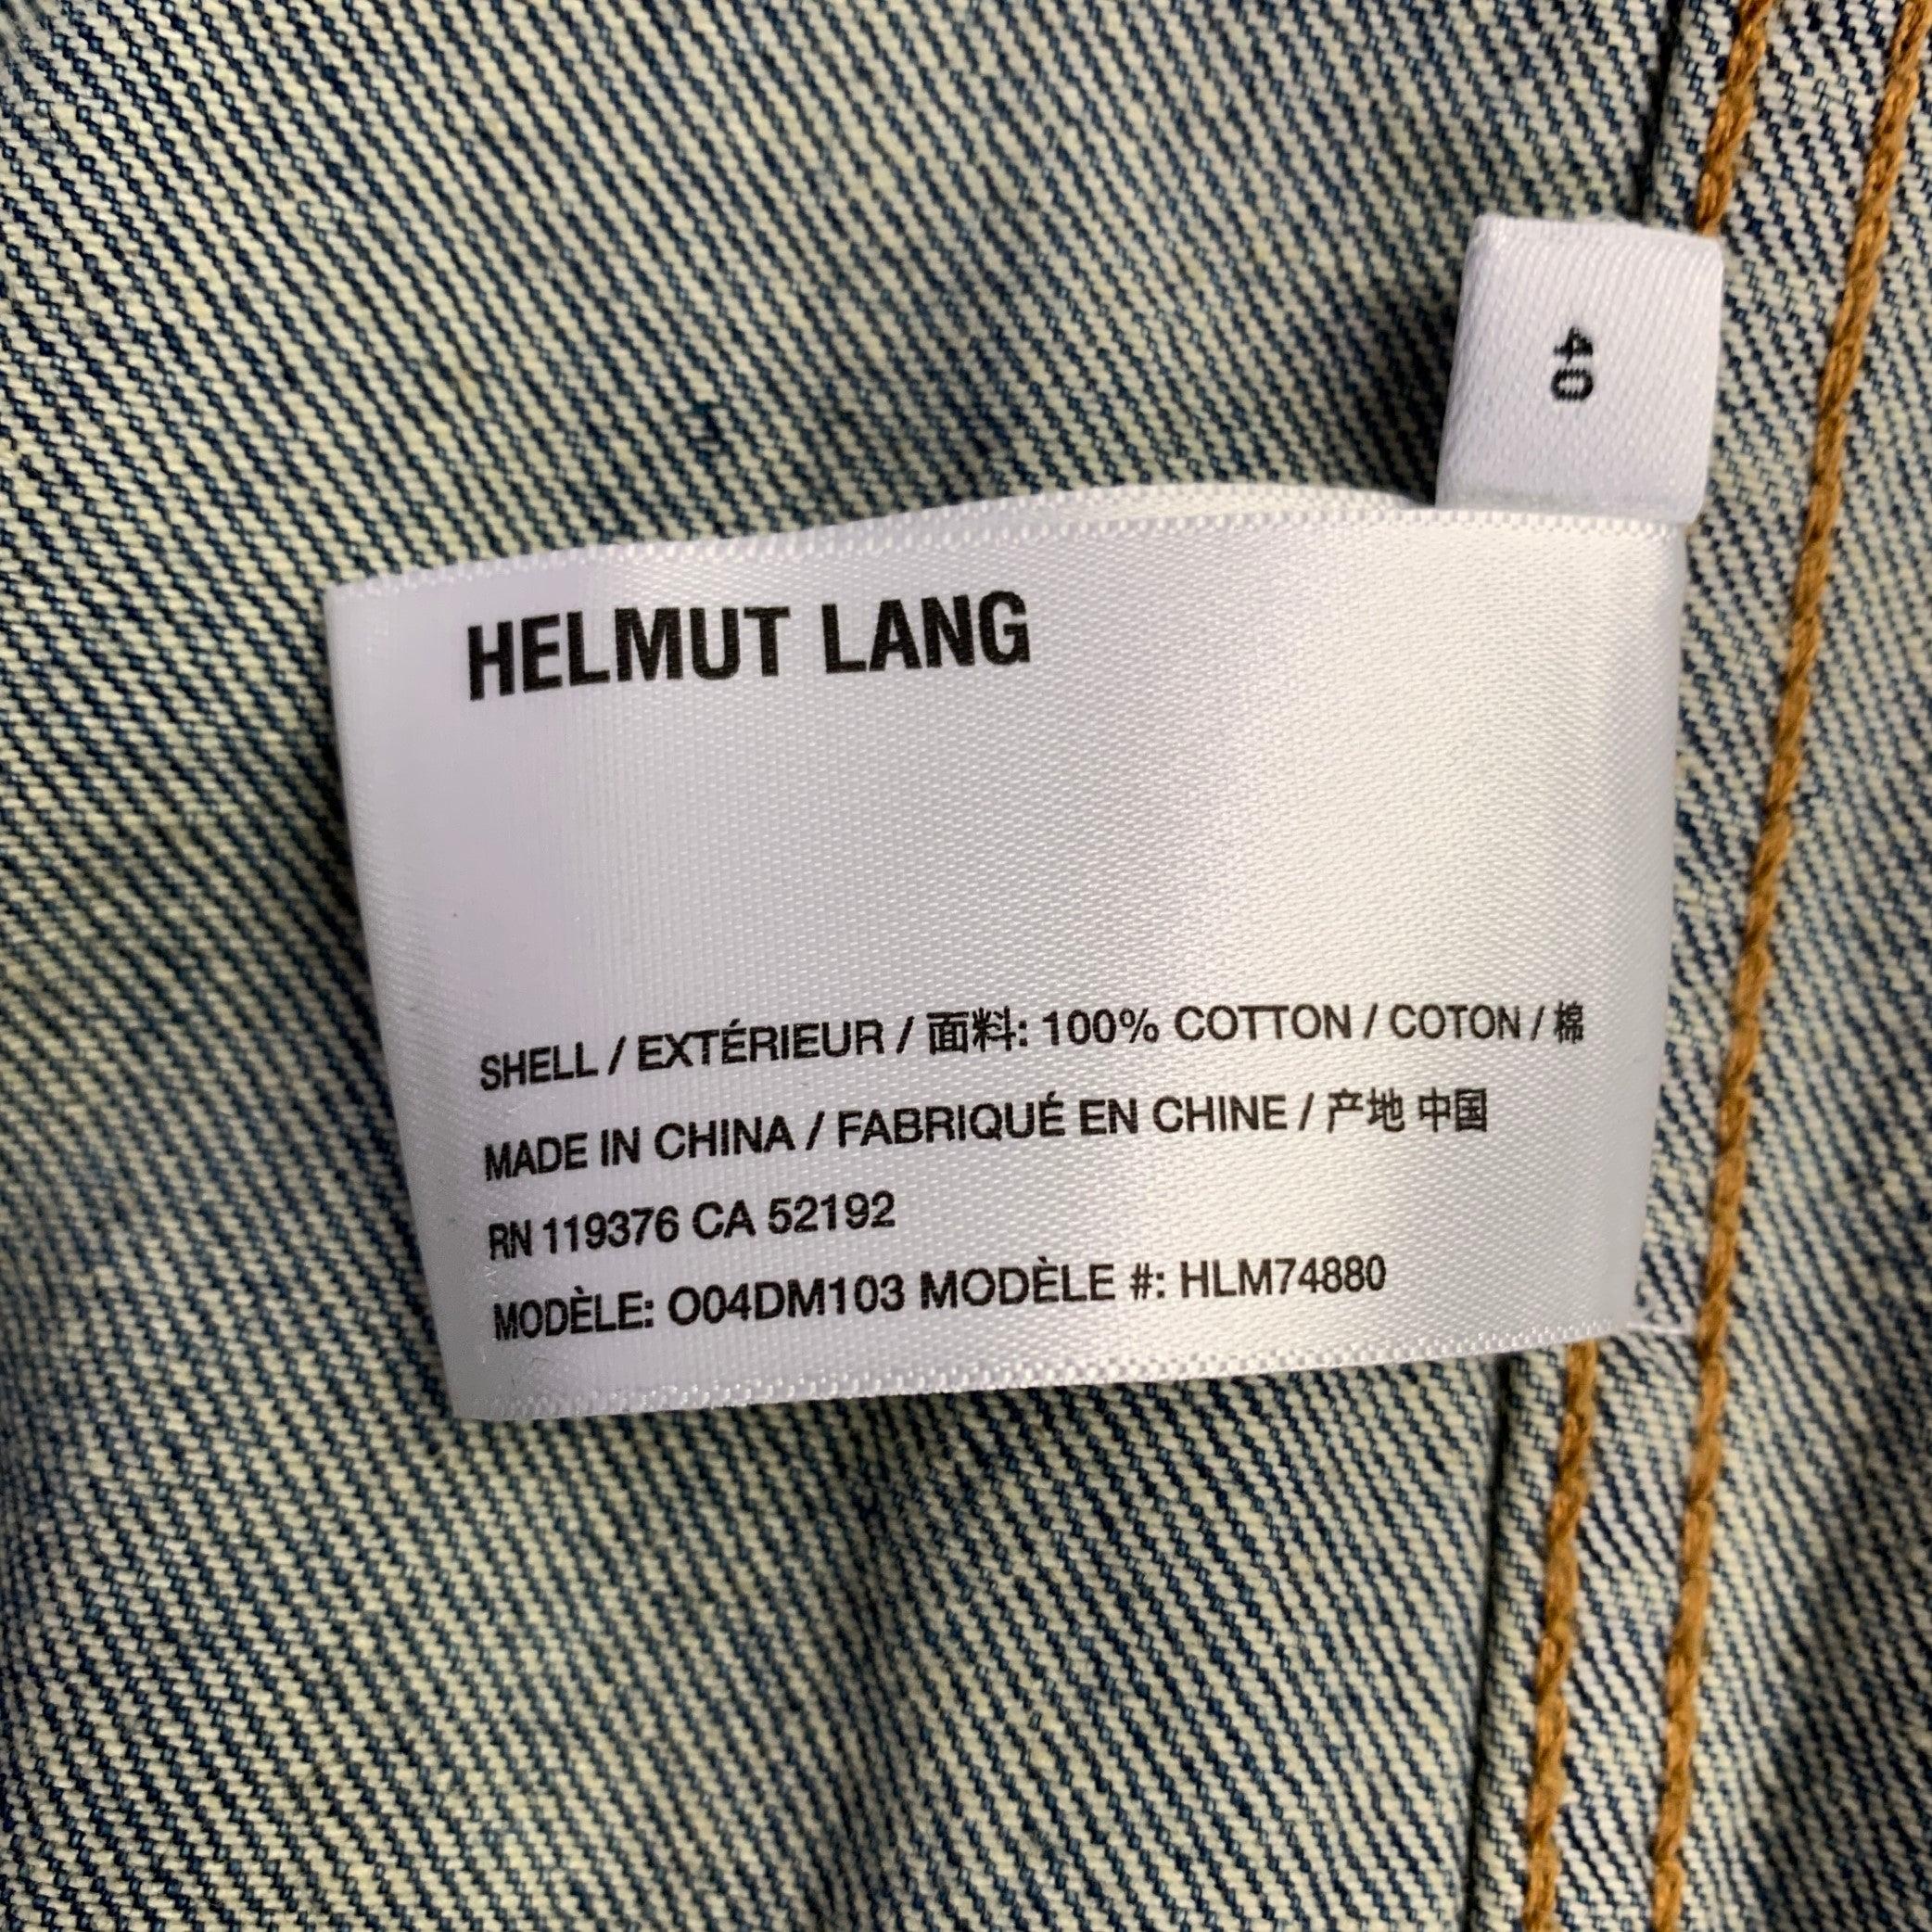 40
HELMUT LANG
SHELL / EXTÉRIEUR / 面料: 100% COTTON / COTON / 棉
MADE IN CHINA / FABRIQUÉ EN CHINE / 产地 中国
RN 119376 CA 52192
MODÈLE: O04DM103 MODÈLE #: HLM74880